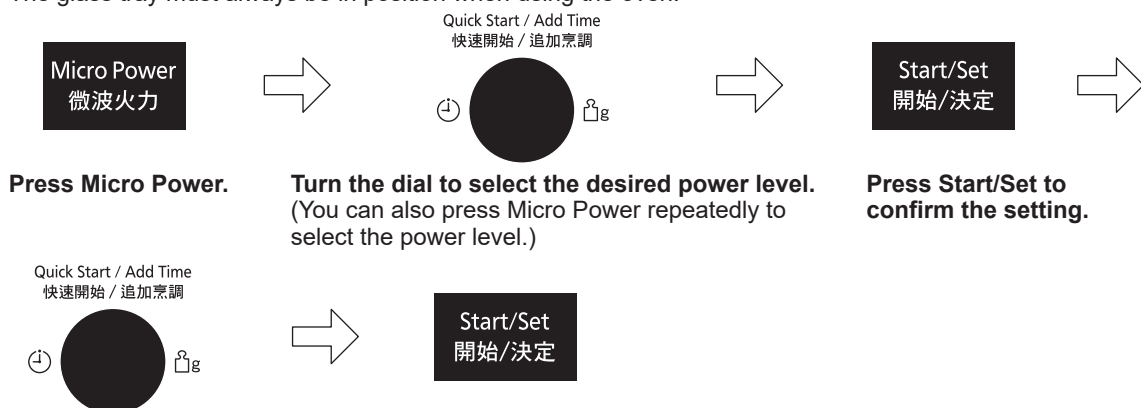 The glass tray must always be in position when using the oven.
Micro Power
微波火力
Quick Start / Add Time
快速開始 / 追加烹調
g
Start/Set
開始/決定
Press Micro Power.
Turn the dial to select the desired power level.
(You can also press Micro Power repeatedly to
select the power level.)
Press Start/Set to
confirm the setting.
Quick Start / Add Time
快速開始 / 追加烹調
g
Start/Set
開始/決定